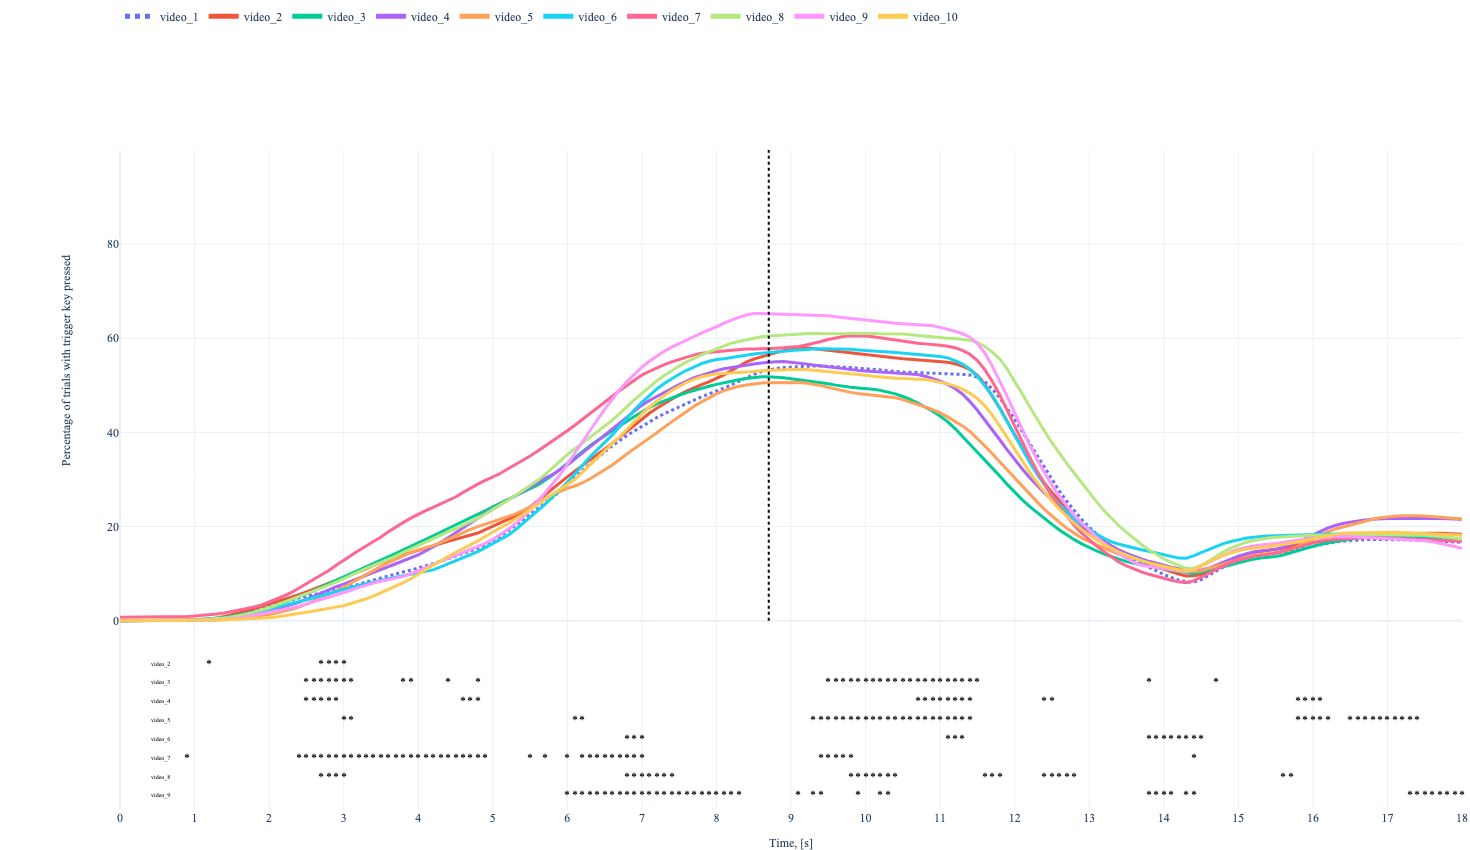 video_1 video_2 video_3 video_4 video_5 video_6 video_7 video_8 video_9 video_10
Percentage of trials with trigger key pressed
80
60
40
20
0
video_2 * ****
video_3 ******* ** * * ********************* * *
video_4 ***** *** ******** ** ****
video_5 ** ** ********************** ***** **********
video_6 *** *** ********
video_7 * ************************** * * * ********* ***** *
video_8 **** ******* ******* *** ***** **
video_9 ************************ * ** * ** **** ** ********
0 1 2 3 4 5 6 7 8 9 10 11 12 13 14 15 16 17 18
Time, [s]